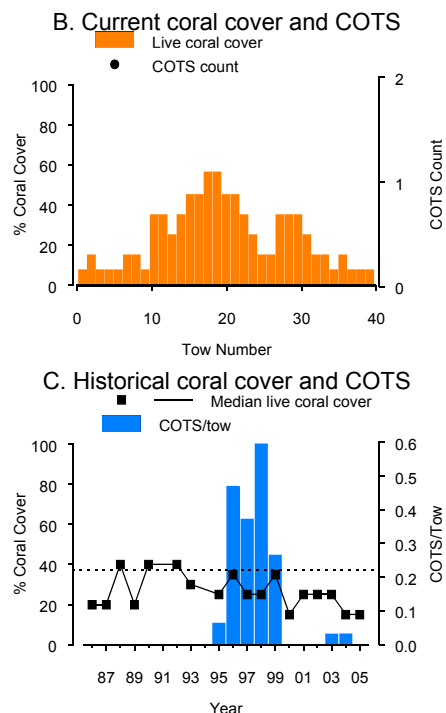 B. Current coral cover and COTS
Live coral cover
COTS count
100
80
60
40
20
0
% Coral Cover
2
1
0
COTS Count
0 10 20 30 40
Tow Number
C. Historical coral cover and COTS
Median live coral cover
COTS/tow
100
80
60
40
20
0
% Coral Cover
0.6
0.5
0.4
0.3
0.2
0.1
0.0
COTS/Tow
87 89 91 93 95 97 99 01 03 05
Year